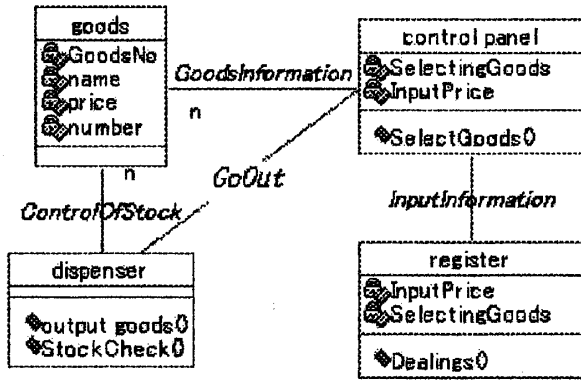 goods
GoodsNo
name
price
number
GoodsInformation
n
n
control panel
SelectingGoods
InputPrice
SelectGoods()
GoOut
ControlOfStock
InputInformation
dispenser
output goods()
StockCheck()
register
InputPrice
SelectingGoods
Dealings()